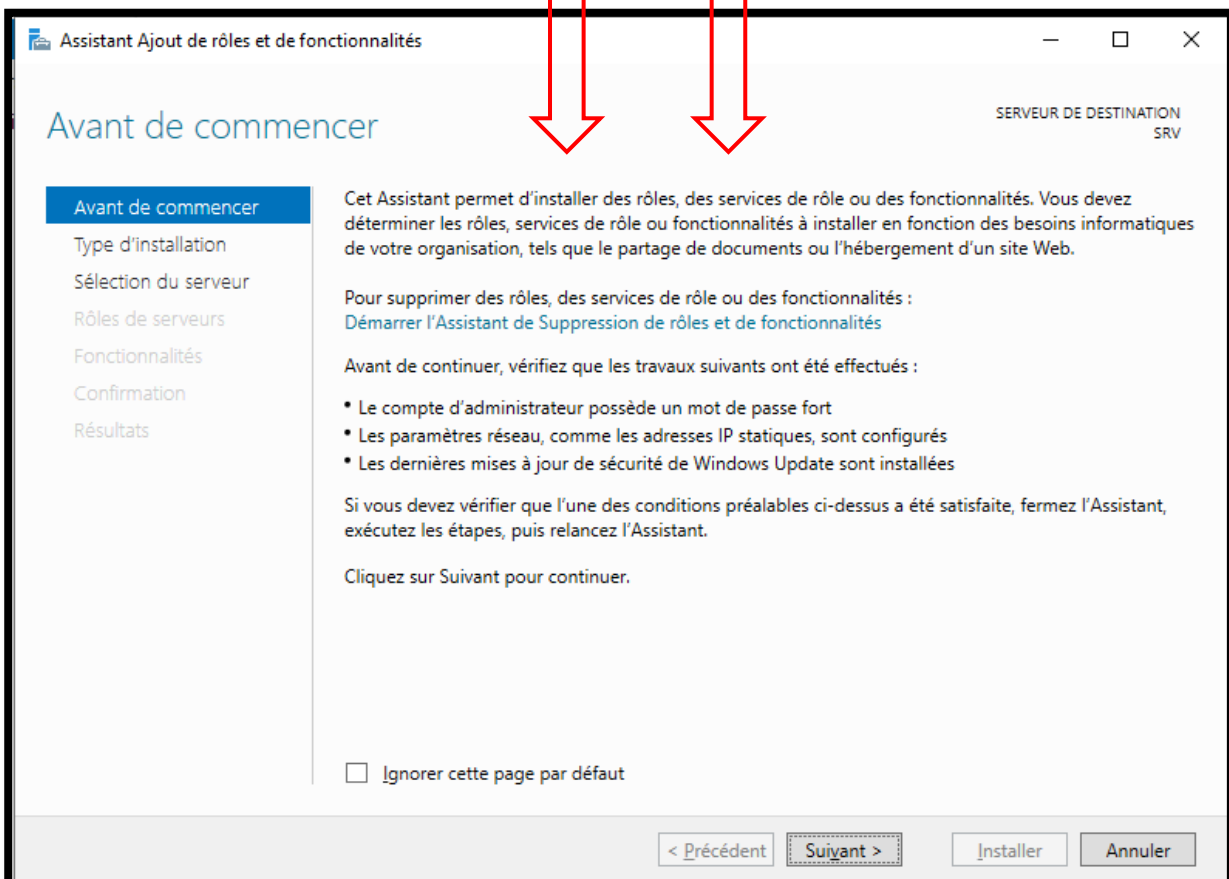 Assistant Ajout de rôles et de fonctionnalités
Avant de commencer
SERVEUR DE DESTINATION
SRV
Avant de commencer
Type d'installation
Sélection du serveur
Rôles de serveurs
Fonctionnalités
Confirmation
Résultats
Cet Assistant permet d'installer des rôles, des services de rôle ou des fonctionnalités. Vous devez
déterminer les rôles, services de rôle ou fonctionnalités à installer en fonction des besoins informatiques
de votre organisation, tels que le partage de documents ou l'hébergement d'un site Web.
Pour supprimer des rôles, des services de rôle ou des fonctionnalités :
Démarrer l'Assistant de Suppression de rôles et de fonctionnalités
Avant de continuer, vérifiez que les travaux suivants ont été effectués :
• Le compte d'administrateur possède un mot de passe fort
• Les paramètres réseau, comme les adresses IP statiques, sont configurés
• Les dernières mises à jour de sécurité de Windows Update sont installées
Si vous devez vérifier que l'une des conditions préalables ci-dessus a été satisfaite, fermez l'Assistant,
exécutez les étapes, puis relancez l'Assistant.
Cliquez sur Suivant pour continuer.
Ignorer cette page par défaut
< Précédent
Suivant >
Installer
Annuler